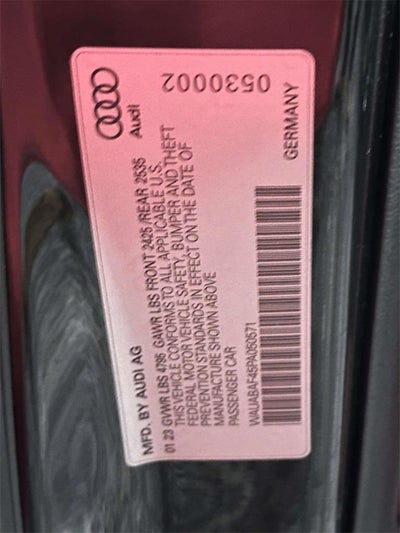 Audi
MFD. BY AUDI AG
01 23 GVWR LBS 4795 GAWR LBS FRONT 2425 /REAR 2535
THIS VEHICLE CONFORMS TO ALL APPLICABLE U.S.
FEDERAL MOTOR VEHICLE SAFETY, BUMPER AND THEFT
PREVENTION STANDARDS IN EFFECT ON THE DATE OF
MANUFACTURE SHOWN ABOVE
PASSENGER CAR
WAUABAF45PA050571
GERMANY
0530002